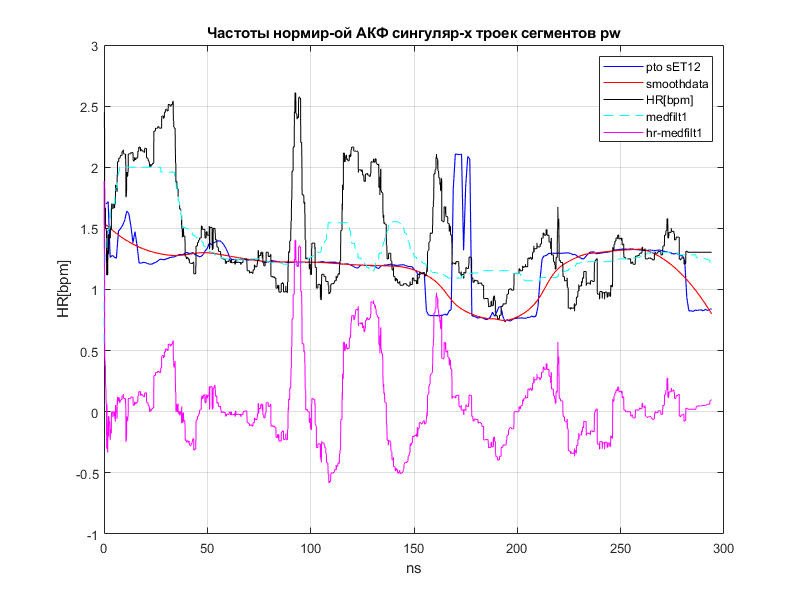 Частоты нормир-ой АКФ сингуляр-х троек сегментов pw
pto sET12
smoothdata
HR[bpm]
medfilt1
hr-medfilt1
HR[bpm]
3
2.5
2
1.5
1
0.5
0
-0.5
-1
0
50
100
150
200
250
300
ns